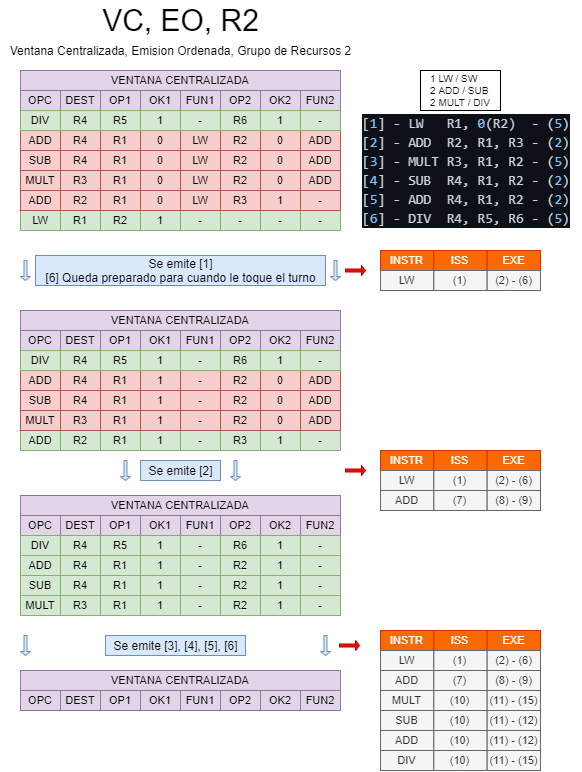 VC, EO, R2
Ventana Centralizada, Emision Ordenada, Grupo de Recursos 2
VENTANA CENTRALIZADA
OPC DEST OP1 OK1 FUN1 OP2 OK2 FUN2
DIV R4 R5 1 - R6 1 -
ADD R4 R1 0 LW R2 0 ADD
SUB R4 R1 0 LW R2 0 ADD
MULT R3 R1 0 LW R2 0 ADD
ADD R2 R1 0 LW R3 1 -
LW R1 R2 1 - - - -
1 LW / SW
2 ADD / SUB
2 MULT / DIV
[1] - LW R1, 0(R2) - (5)
[2] - ADD R2, R1, R3 - (2)
[3] - MULT R3, R1, R2 - (5)
[4] - SUB R4, R1, R2 - (2)
[5] - ADD R4, R1, R2 - (2)
[6] - DIV R4, R5, R6 - (5)
Se emite [1]
[6] Queda preparado para cuando le toque el turno
INSTR ISS EXE
LW (1) (2) - (6)
VENTANA CENTRALIZADA
OPC DEST OP1 OK1 FUN1 OP2 OK2 FUN2
DIV R4 R5 1 - R6 1 -
ADD R4 R1 1 - R2 0 ADD
SUB R4 R1 1 - R2 0 ADD
MULT R3 R1 1 - R2 0 ADD
ADD R2 R1 1 - R3 1 -
Se emite [2]
INSTR ISS EXE
LW (1) (2) - (6)
ADD (7) (8) - (9)
VENTANA CENTRALIZADA
OPC DEST OP1 OK1 FUN1 OP2 OK2 FUN2
DIV R4 R5 1 - R6 1 -
ADD R4 R1 1 - R2 1 -
SUB R4 R1 1 - R2 1 -
MULT R3 R1 1 - R2 1 -
Se emite [3], [4], [5], [6]
INSTR ISS EXE
LW (1) (2) - (6)
ADD (7) (8) - (9)
MULT (10) (11) - (15)
SUB (10) (11) - (12)
ADD (10) (11) - (12)
DIV (10) (11) - (15)
VENTANA CENTRALIZADA
OPC DEST OP1 OK1 FUN1 OP2 OK2 FUN2